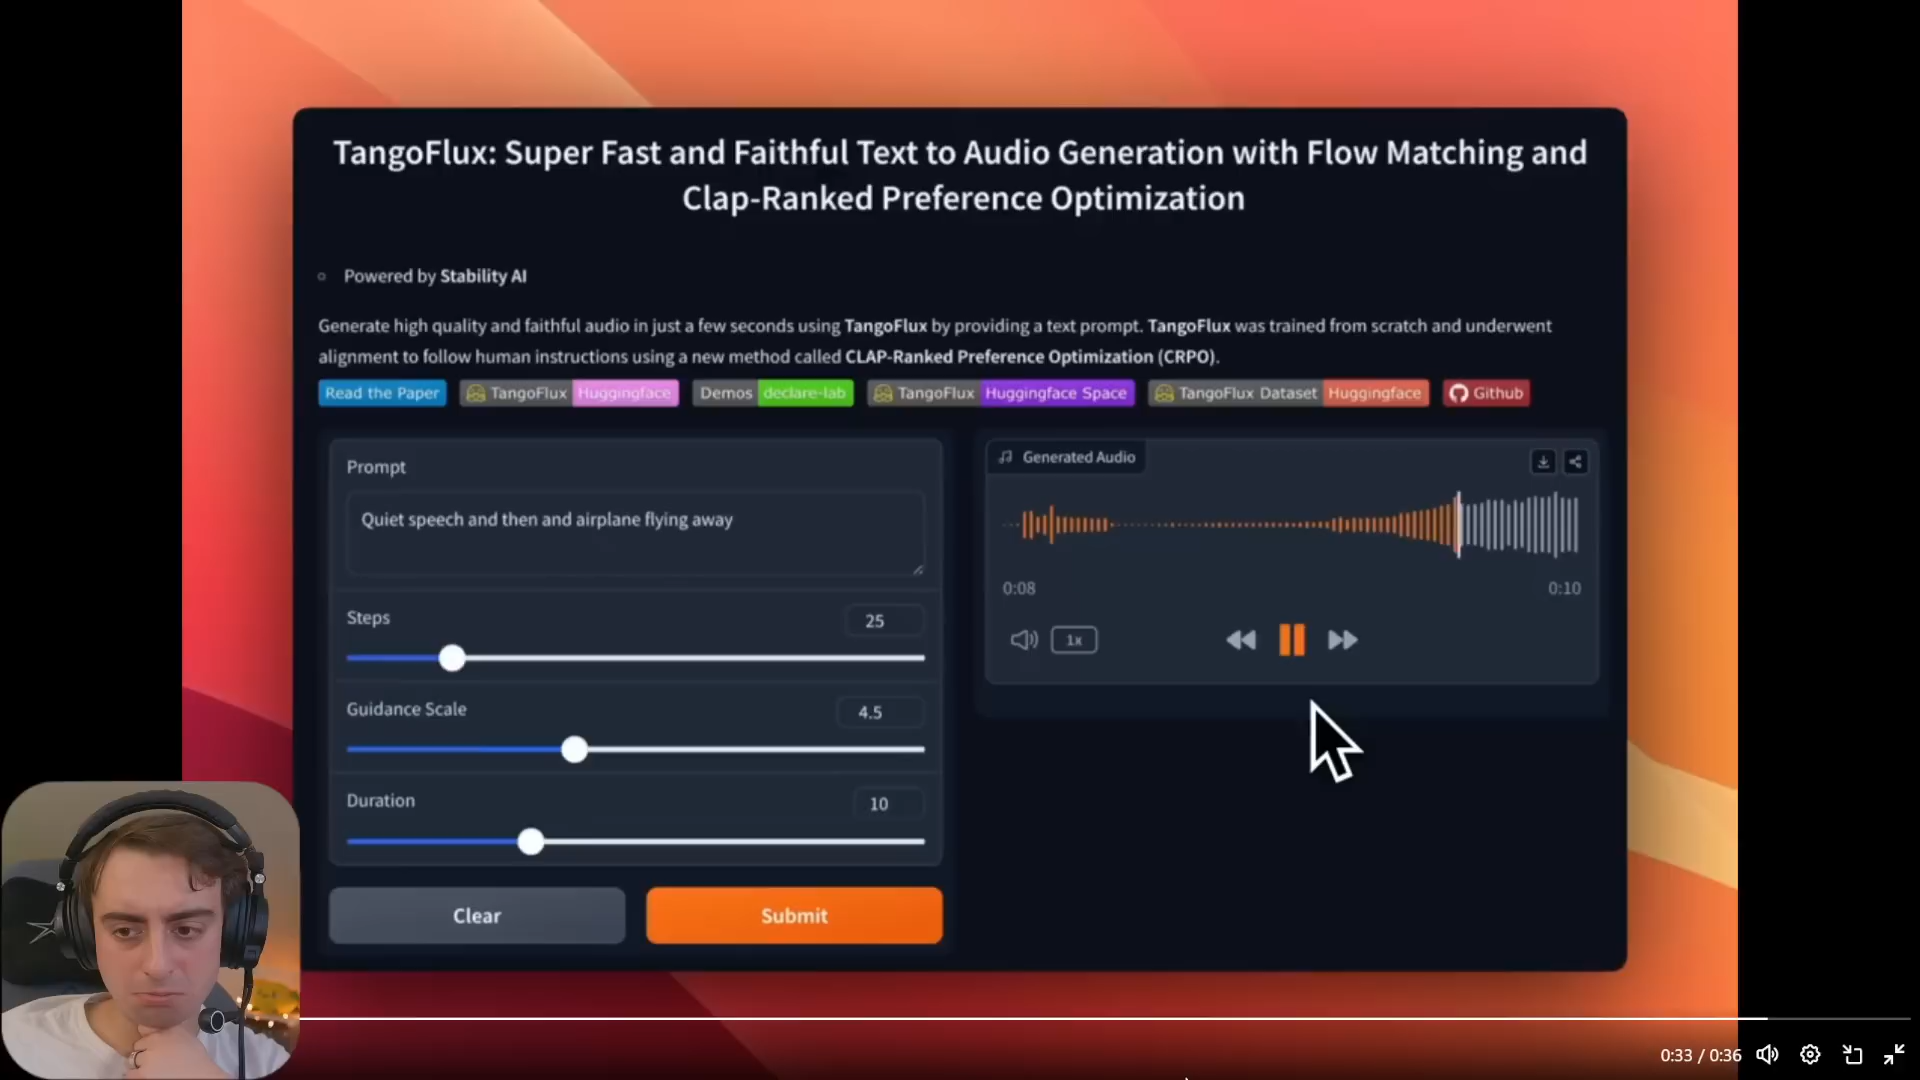 TangoFlux: Super Fast and Faithful Text to Audio Generation with Flow Matching and
Clap-Ranked Preference Optimization
Powered by Stability AI
Generate high quality and faithful audio in just a few seconds using TangoFlux by providing a text prompt. TangoFlux was trained from scratch and underwent
alignment to follow human instructions using a new method called CLAP-Ranked Preference Optimization (CRPO).
Read the Paper TangoFlux Huggingface Demos declare-lab TangoFlux Huggingface Space TangoFlux Dataset Huggingface Github
Prompt
Quiet speech and then and airplane flying away
Steps 25
Guidance Scale 4.5
Duration 10
Clear Submit
Generated Audio
0:08 0:10
1x
0:33 / 0:36